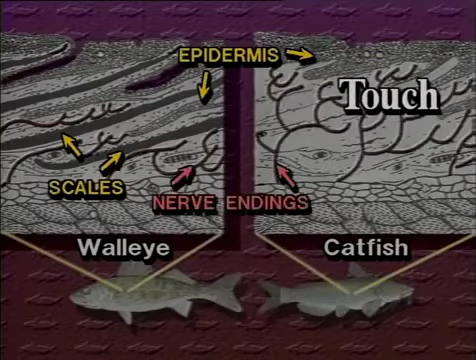 EPIDERMIS
Touch
SCALES
NERVE ENDINGS
Walleye
Catfish